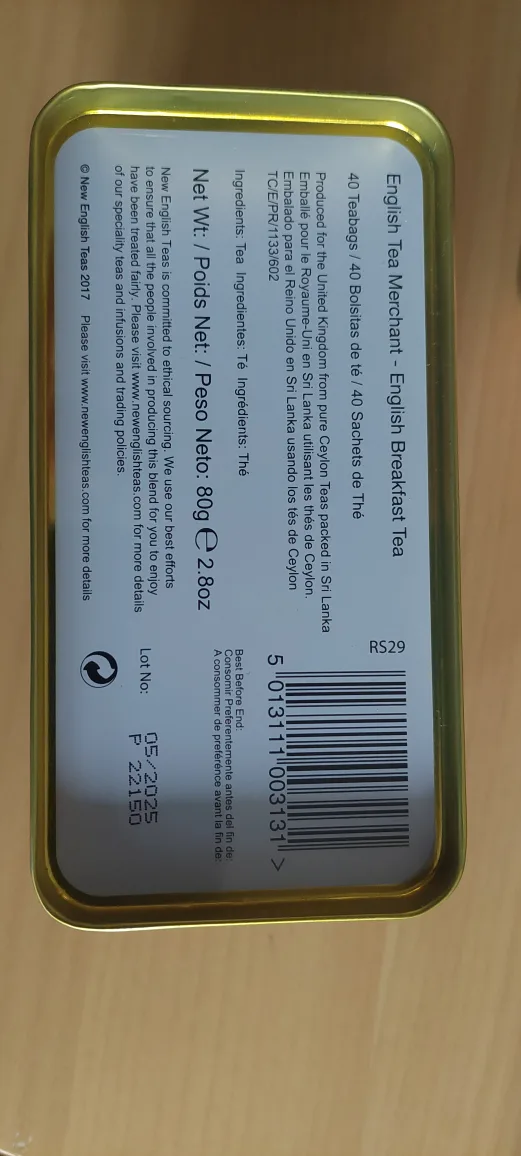 English Tea Merchant - English Breakfast Tea
40 Teabags / 40 Bolsitas de té / 40 Sachets de Thé
Produced for the United Kingdom from pure Ceylon Teas packed in Sri Lanka
Emballé pour le Royaume-Uni en Sri Lanka utilisant les thés de Ceylon.
Embalado para el Reino Unido en Sri Lanka usando los tés de Ceylon
TC/E/PR/1133/602
Ingredients: Tea Ingredientes: Té Ingrédients: Thé
Net Wt: / Poids Net: / Peso Neto: 80g ℮ 2.8oz
New English Teas is committed to ethical sourcing. We use our best efforts
to ensure that all the people involved in producing this blend for you to enjoy
have been treated fairly. Please visit www.newenglishteas.com for more details
of our speciality teas and infusions and trading policies.
© New English Teas 2017 Please visit www.newenglishteas.com for more details
RS29
5 013111 003131 >
Best Before End:
Consomir Preferentemente antes del fin de:
A consommer de preférénce avant la fin de:
05/2025
Lot No: P 22150